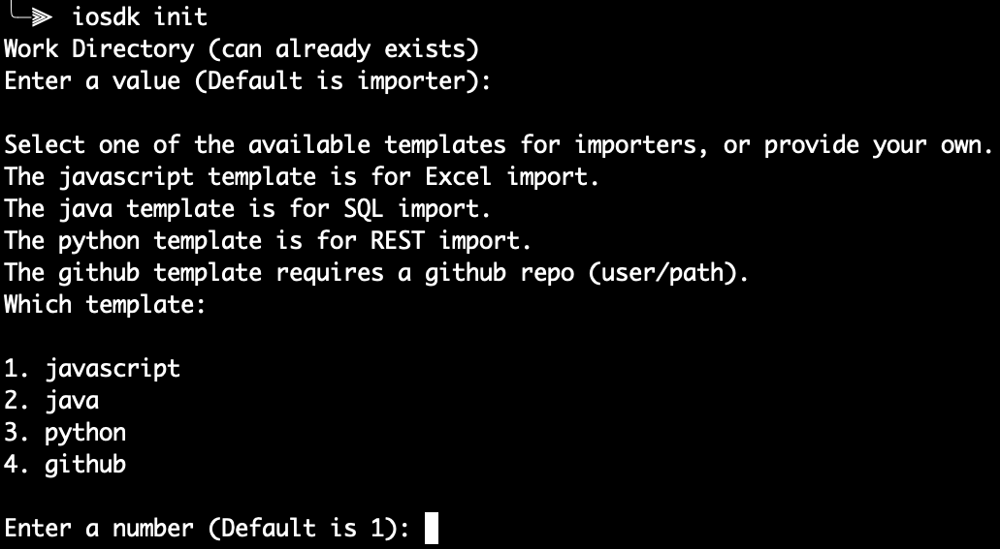 iosdk init
Work Directory (can already exists)
Enter a value (Default is importer):
Select one of the available templates for importers, or provide your own.
The javascript template is for Excel import.
The java template is for SQL import.
The python template is for REST import.
The github template requires a github repo (user/path).
Which template:
1. javascript
2. java
3. python
4. github
Enter a number (Default is 1):